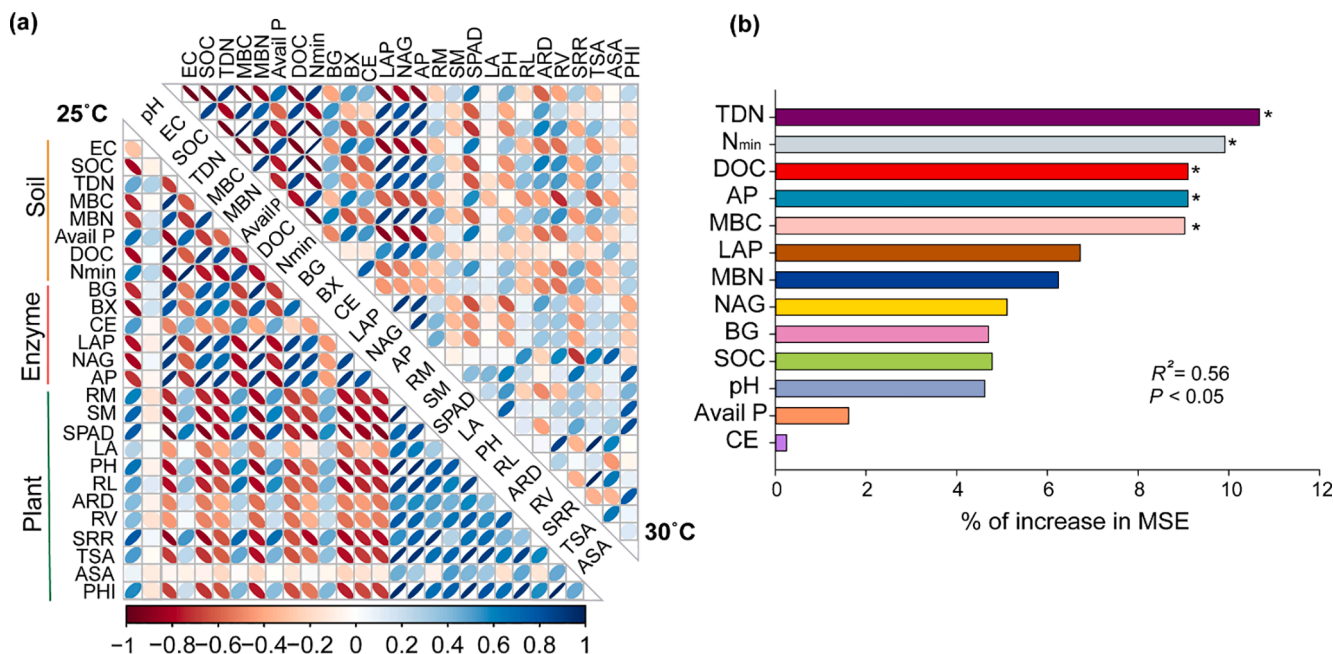 (a)
EC SOC TDN MBC MBN Avail P DOC Nmin BG BX CE LAP NAG AP RM SM SPAD LA PH RL ARD RV SRR TSA ASA PHI
25˚C
pH EC SOC TDN MBC MBN AvailP DOC Nmin BG BX CE LAP NAG AP RM SM SPAD LA PH RL ARD RV SRR TSA ASA
30˚C
Soil
EC
SOC
TDN
MBC
MBN
Avail P
DOC
Nmin
Enzyme
BG
BX
CE
LAP
NAG
AP
Plant
RM
SM
SPAD
LA
PH
RL
ARD
RV
SRR
TSA
ASA
PHI
−1 −0.8 −0.6 −0.4 −0.2 0 0.2 0.4 0.6 0.8 1
(b)
TDN *
Nmin *
DOC *
AP *
MBC *
LAP
MBN
NAG
BG
SOC
pH
Avail P
CE
R²= 0.56
P < 0.05
0 2 4 6 8 10 12
% of increase in MSE